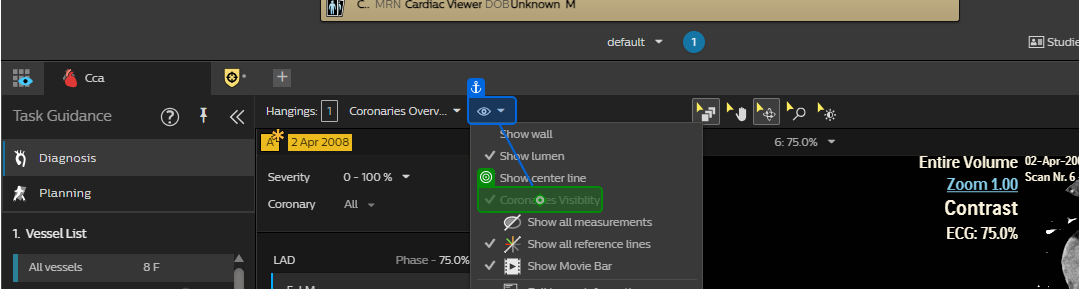 C.. MRN Cardiac Viewer DOB Unknown M
default 1 Studie
Cca
Task Guidance
Hangings: 1 Coronaries Overv...
A 2 Apr 2008
Diagnosis
Planning
1. Vessel List
All vessels 8 F
Severity 0 - 100 %
Coronary All
LAD Phase - 75.0%
Show wall
Show lumen
Show center line
Coronaries Visiblity
Show all measurements
Show all reference lines
Show Movie Bar
6: 75.0%
Entire Volume 02-Apr-200
Zoom 1.00 Scan Nr. 6
Contrast
ECG: 75.0%